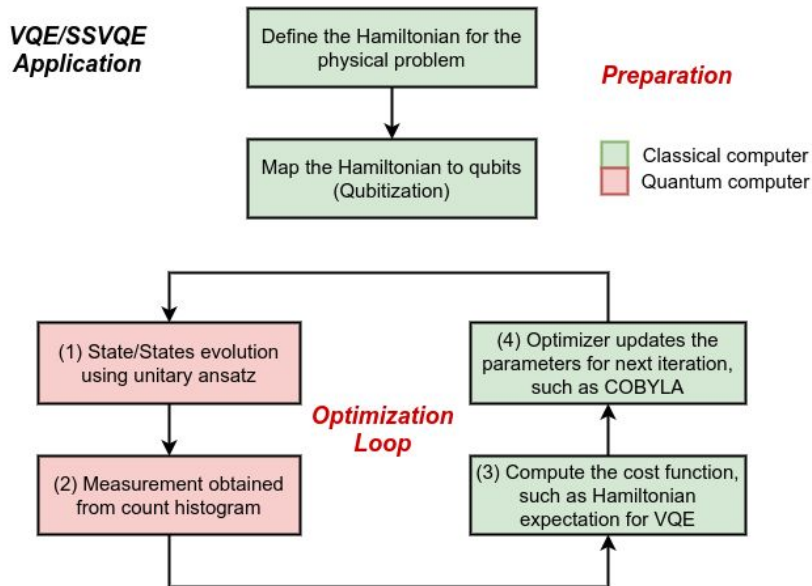 VQE/SSVQE
Application
Define the Hamiltonian for the
physical problem
Preparation
Map the Hamiltonian to qubits
(Qubitization)
Classical computer
Quantum computer
(1) State/States evolution
using unitary ansatz
(4) Optimizer updates the
parameters for next iteration,
such as COBYLA
Optimization
Loop
(2) Measurement obtained
from count histogram
(3) Compute the cost function,
such as Hamiltonian
expectation for VQE